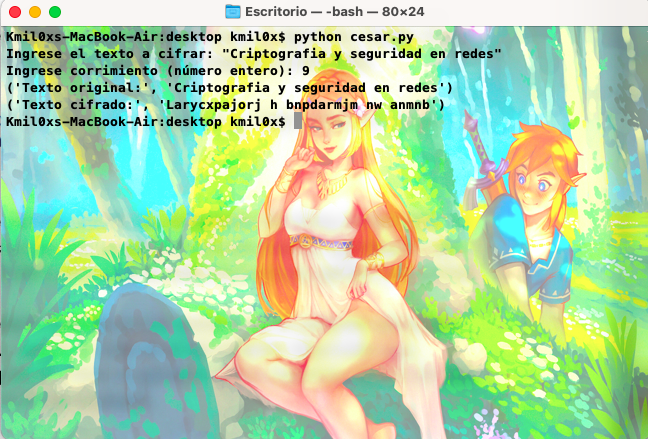 Escritorio — -bash — 80×24
Kmil0xs-MacBook-Air:desktop kmil0x$ python cesar.py
Ingrese el texto a cifrar: "Criptografia y seguridad en redes"
Ingrese corrimiento (número entero): 9
('Texto original:', 'Criptografia y seguridad en redes')
('Texto cifrado:', 'Larycxpajorj h bnpdarmjm nw anmnb')
Kmil0xs-MacBook-Air:desktop kmil0x$